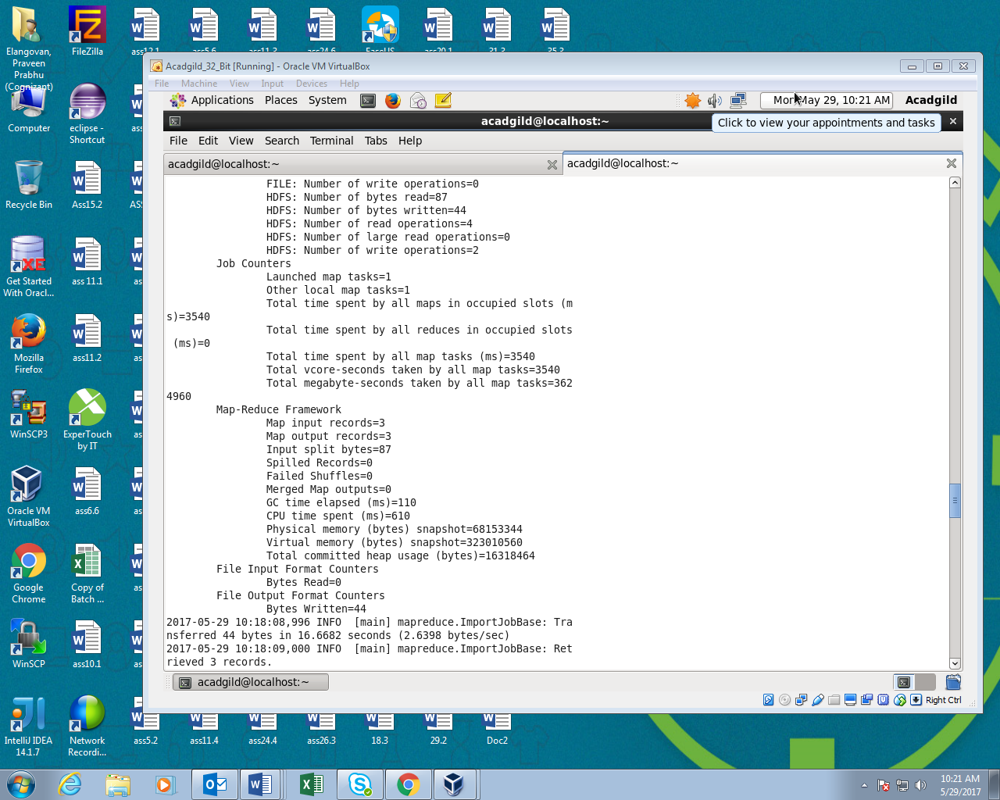 Elangovan,
Praveen
Prabhu
(Cognizant)
FileZilla
ass12.1
ass5.6
ass11.3
ass24.6
EaseUS
ass20.1
31.3
35.3
Acadgild_32_Bit [Running] - Oracle VM VirtualBox
File Machine View Input Devices Help
Applications Places System
Mon May 29, 10:21 AM
Acadgild
acadgild@localhost:~
Click to view your appointments and tasks
File Edit View Search Terminal Tabs Help
acadgild@localhost:~
acadgild@localhost:~
FILE: Number of write operations=0
HDFS: Number of bytes read=87
HDFS: Number of bytes written=44
HDFS: Number of read operations=4
HDFS: Number of large read operations=0
HDFS: Number of write operations=2
Job Counters
Launched map tasks=1
Other local map tasks=1
Total time spent by all maps in occupied slots (m
s)=3540
Total time spent by all reduces in occupied slots
(ms)=0
Total time spent by all map tasks (ms)=3540
Total vcore-seconds taken by all map tasks=3540
Total megabyte-seconds taken by all map tasks=362
4960
Map-Reduce Framework
Map input records=3
Map output records=3
Input split bytes=87
Spilled Records=0
Failed Shuffles=0
Merged Map outputs=0
GC time elapsed (ms)=110
CPU time spent (ms)=610
Physical memory (bytes) snapshot=68153344
Virtual memory (bytes) snapshot=323010560
Total committed heap usage (bytes)=16318464
File Input Format Counters
Bytes Read=0
File Output Format Counters
Bytes Written=44
2017-05-29 10:18:08,996 INFO  [main] mapreduce.ImportJobBase: Tra
nsferred 44 bytes in 16.6682 seconds (2.6398 bytes/sec)
2017-05-29 10:18:09,000 INFO  [main] mapreduce.ImportJobBase: Ret
rieved 3 records.
acadgild@localhost:~
Right Ctrl
Computer
eclipse -
Shortcut
Recycle Bin
Ass15.2
Get Started
With Oracl...
ass 11.1
Mozilla
Firefox
ass11.2
WinSCP3
ExperTouch
by IT
Oracle VM
VirtualBox
ass6.6
Google
Chrome
Copy of
Batch ...
WinSCP
ass10.1
IntelliJ IDEA
14.1.7
Network
Recordi...
ass5.2
ass11.4
ass24.4
ass26.3
18.3
29.2
Doc2
10:21 AM
5/29/2017